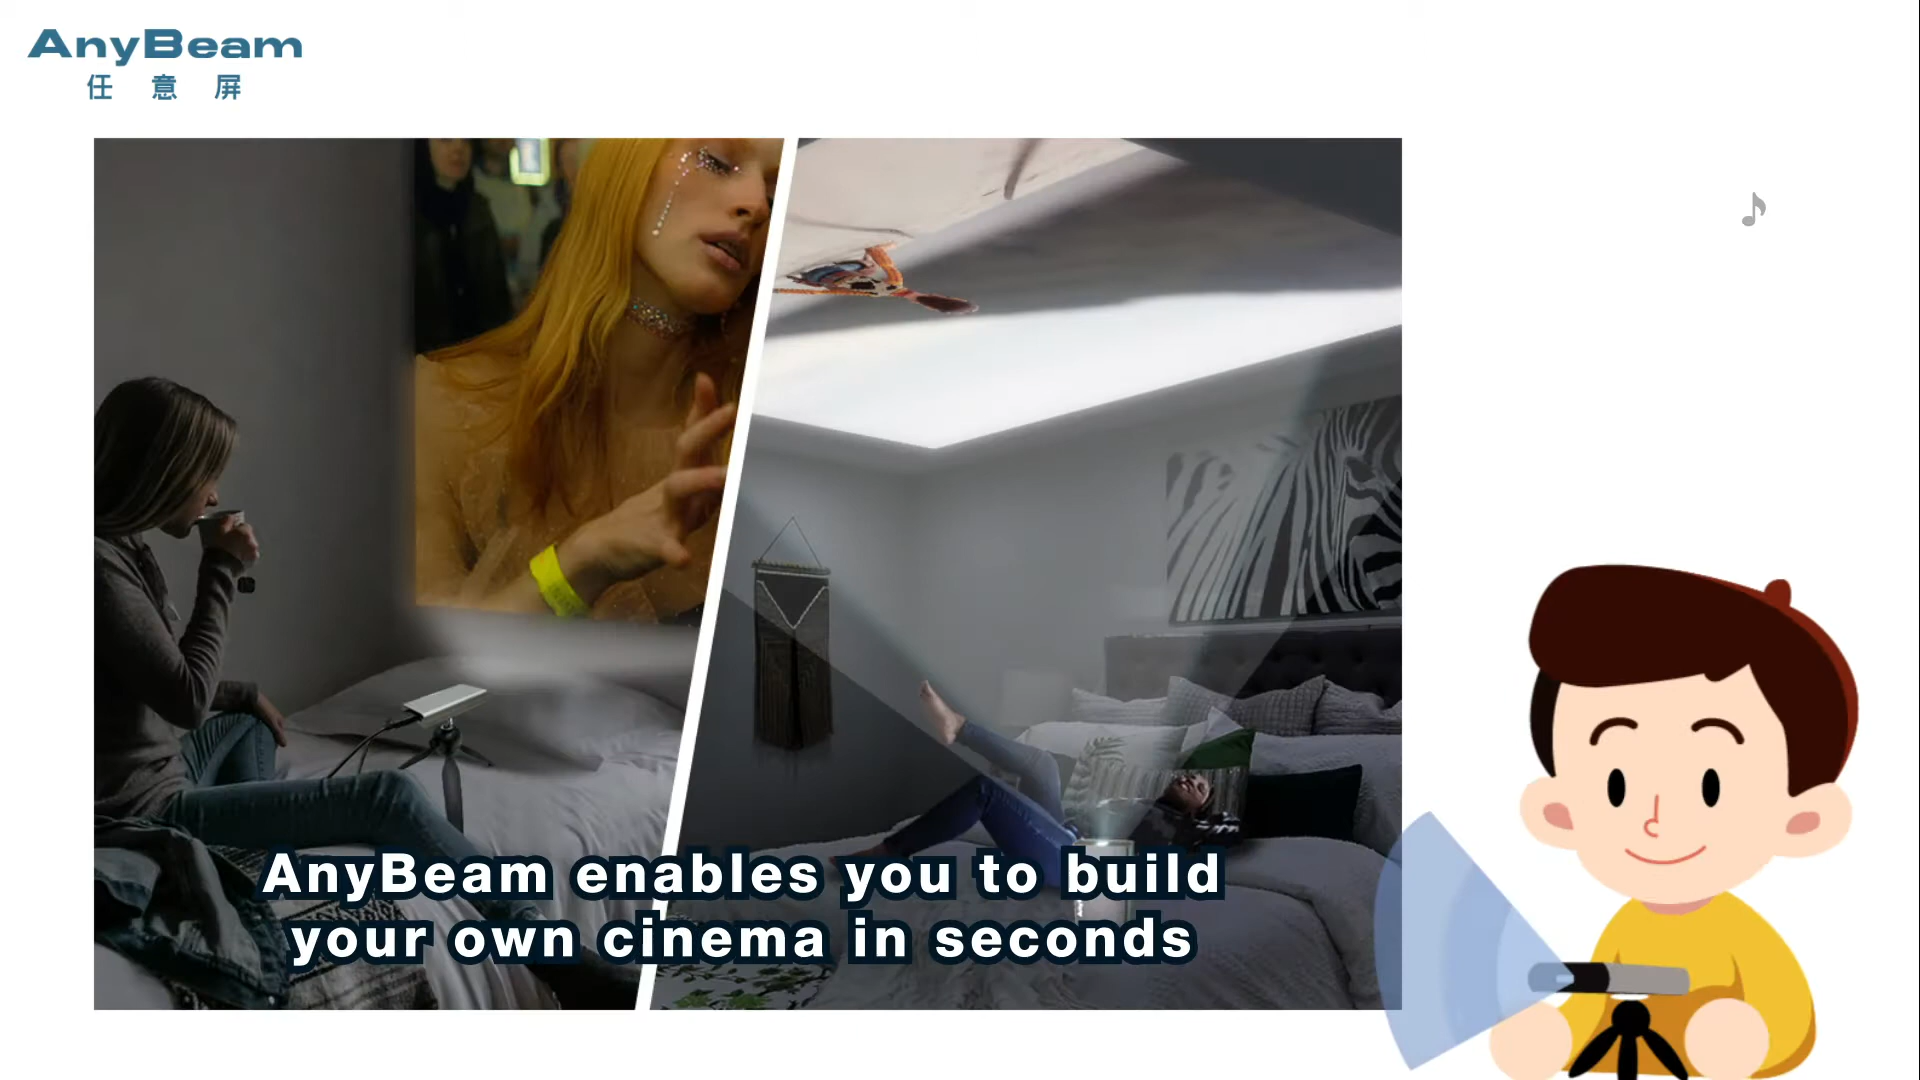 AnyBeam
任意屏
AnyBeam enables you to build
your own cinema in seconds